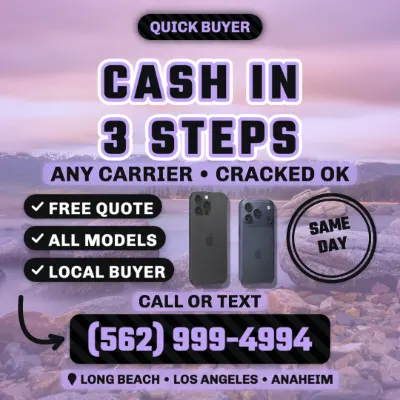 QUICK BUYER
CASH IN
3 STEPS
ANY CARRIER • CRACKED OK
✓ FREE QUOTE
✓ ALL MODELS
✓ LOCAL BUYER
SAME
DAY
CALL OR TEXT
(562) 999-4994
LONG BEACH • LOS ANGELES • ANAHEIM